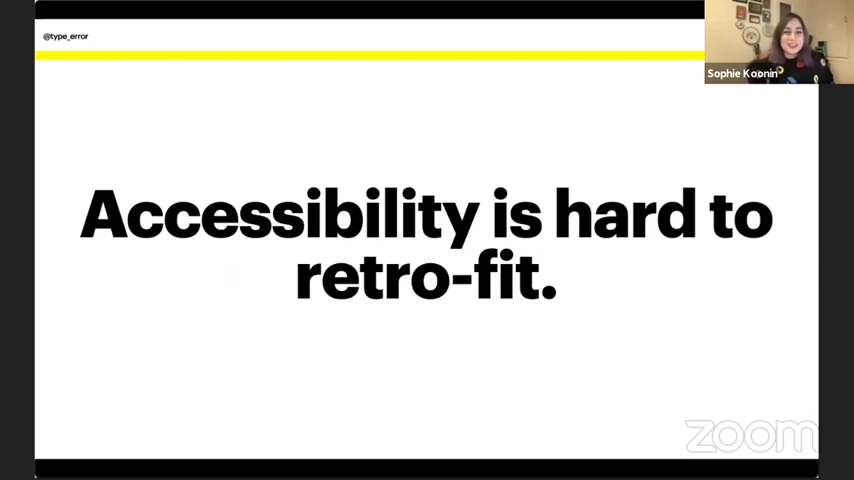 @type_error
Sophie Koonin
Accessibility is hard to
retro-fit.
zoom